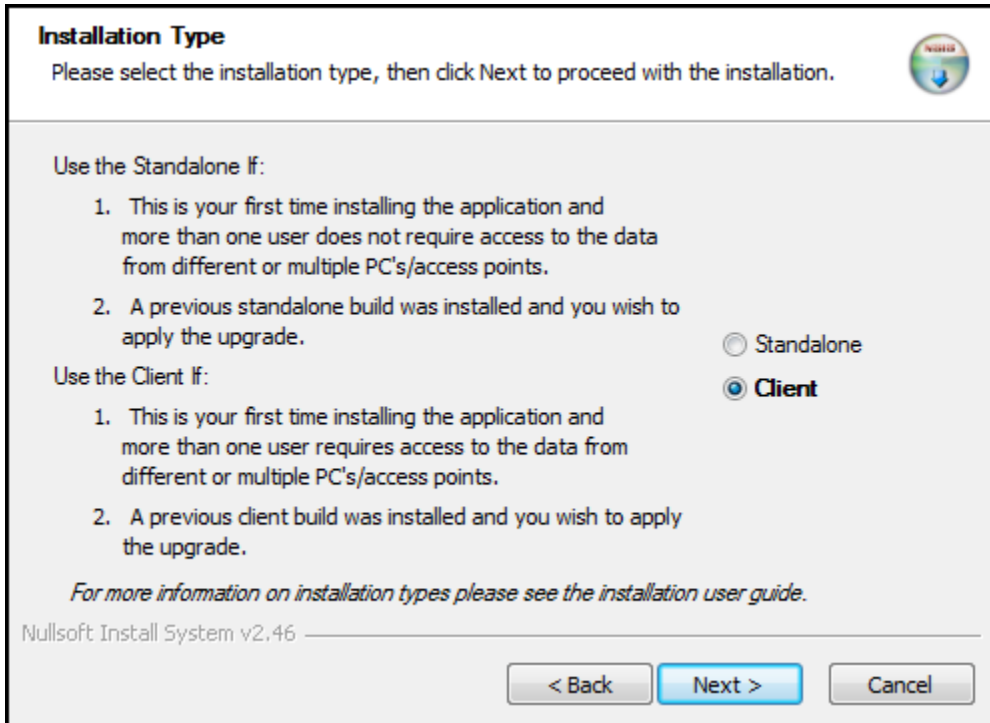 Installation Type
Please select the installation type, then click Next to proceed with the installation.
NSIS
Use the Standalone If:
1. This is your first time installing the application and
more than one user does not require access to the data
from different or multiple PC's/access points.
2. A previous standalone build was installed and you wish to
apply the upgrade.
Standalone
Use the Client If:
Client
1. This is your first time installing the application and
more than one user requires access to the data from
different or multiple PC's/access points.
2. A previous client build was installed and you wish to apply
the upgrade.
For more information on installation types please see the installation user guide.
Nullsoft Install System v2.46
< Back
Next >
Cancel